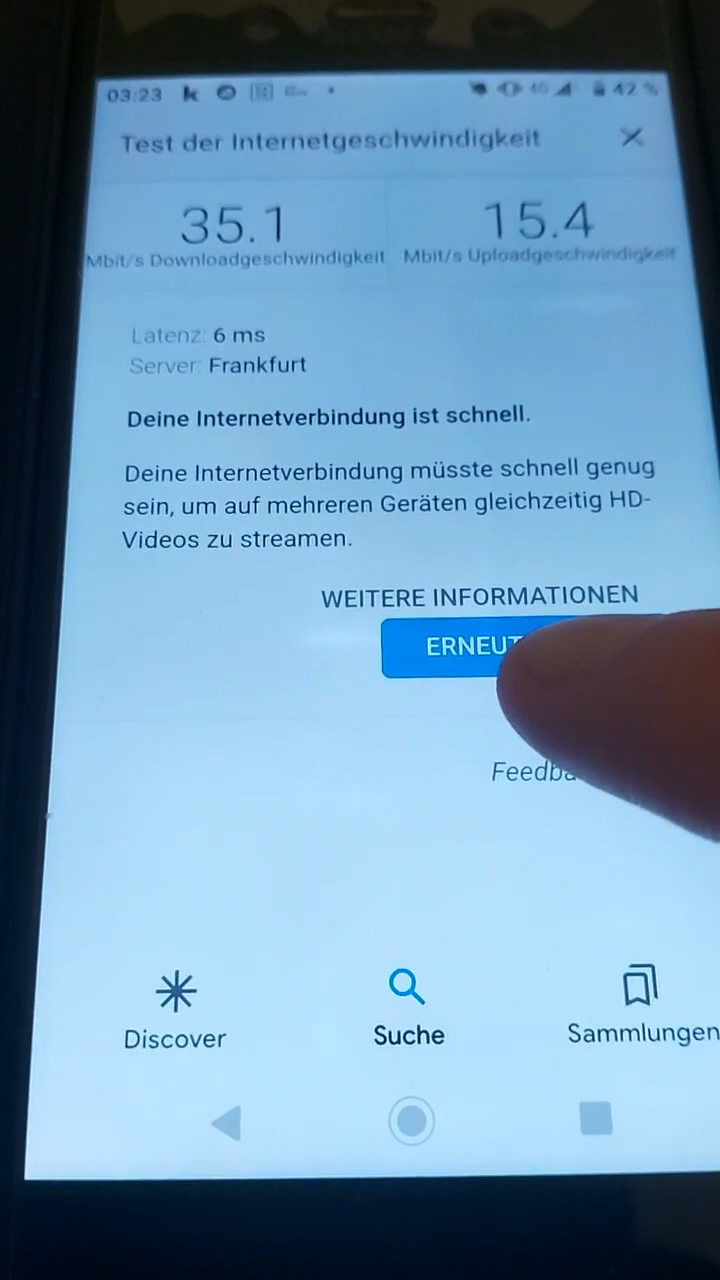 03:23 4G 42 %
Test der Internetgeschwindigkeit
35.1 15.4
Mbit/s Downloadgeschwindigkeit Mbit/s Uploadgeschwindigkeit
Latenz: 6 ms
Server: Frankfurt
Deine Internetverbindung ist schnell.
Deine Internetverbindung müsste schnell genug
sein, um auf mehreren Geräten gleichzeitig HD-
Videos zu streamen.
WEITERE INFORMATIONEN
ERNEUT
Feedba
Discover Suche Sammlungen